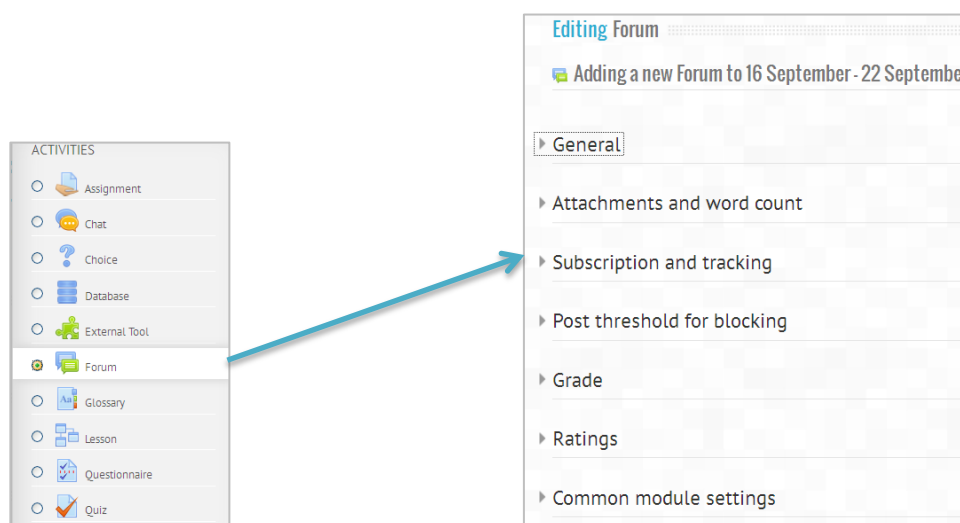 ACTIVITIES
Assignment
Chat
Choice
Database
External Tool
Forum
Glossary
Lesson
Questionnaire
Quiz
Editing Forum
Adding a new Forum to 16 September - 22 Septembe
General
Attachments and word count
Subscription and tracking
Post threshold for blocking
Grade
Ratings
Common module settings